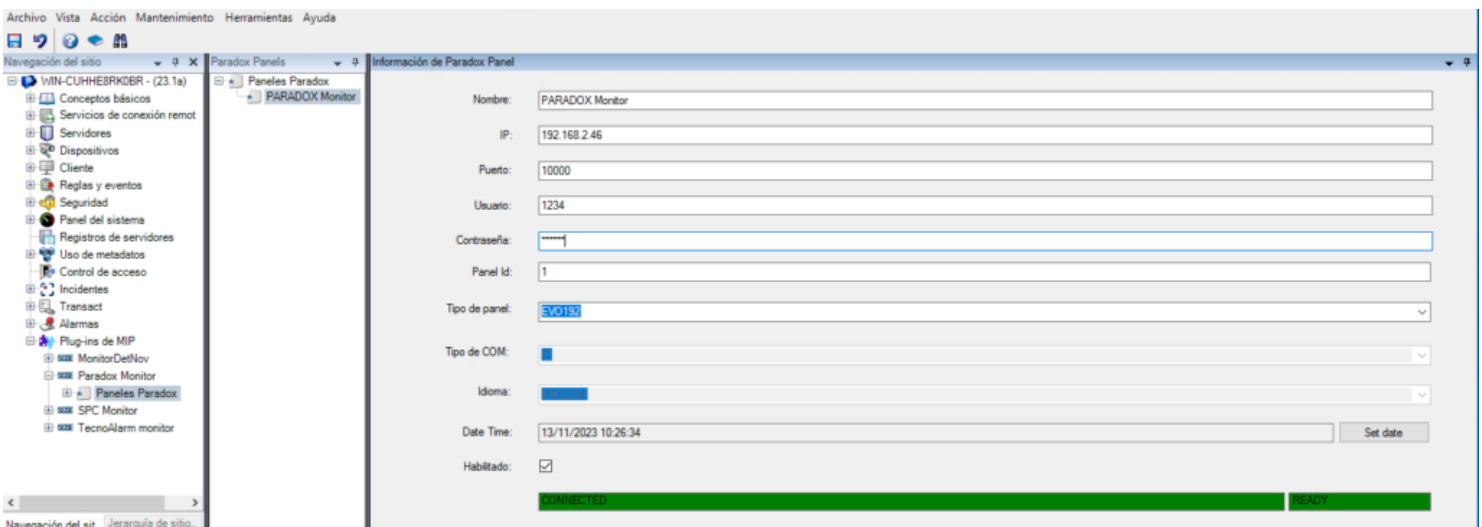 Archivo Vista Acción Mantenimiento Herramientas Ayuda
Navegación del sitio
WIN-CUHHE8RK0BR - (23.1a)
Conceptos básicos
Servicios de conexión remot
Servidores
Dispositivos
Cliente
Reglas y eventos
Seguridad
Panel del sistema
Registros de servidores
Uso de metadatos
Control de acceso
Incidentes
Transact
Alarmas
Plug-ins de MIP
MonitorDetNov
Paradox Monitor
Paneles Paradox
SPC Monitor
TecnoAlarm monitor
Navegación del sit... Jerarquía de sitio...
Paradox Panels
Paneles Paradox
PARADOX Monitor
Información de Paradox Panel
Nombre: PARADOX Monitor
IP: 192.168.2.46
Puerto: 10000
Usuario: 1234
Contraseña: ******
Panel Id: 1
Tipo de panel: EVO192
Tipo de COM:
Idioma:
Date Time: 13/11/2023 10:26:34 Set date
Habilitado:
CONNECTED READY